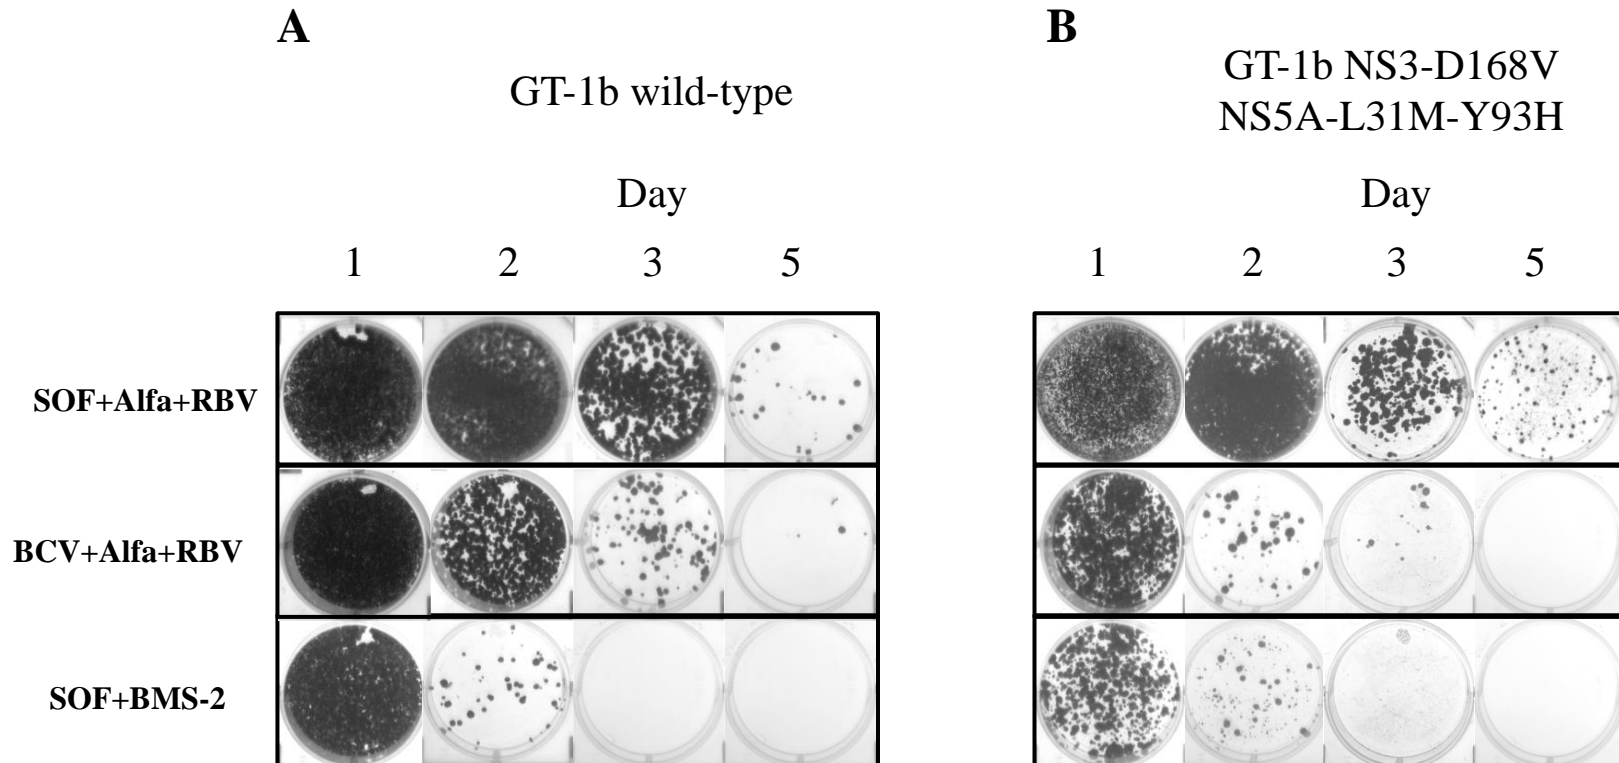 A
B
GT-1b wild-type
GT-1b NS3-D168V
NS5A-L31M-Y93H
Day
Day
1 2 3 5
1 2 3 5
SOF+Alfa+RBV
BCV+Alfa+RBV
SOF+BMS-2